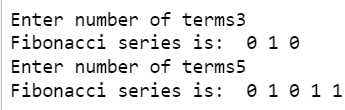 Enter number of terms3
Fibonacci series is:  0 1 0
Enter number of terms5
Fibonacci series is:  0 1 0 1 1